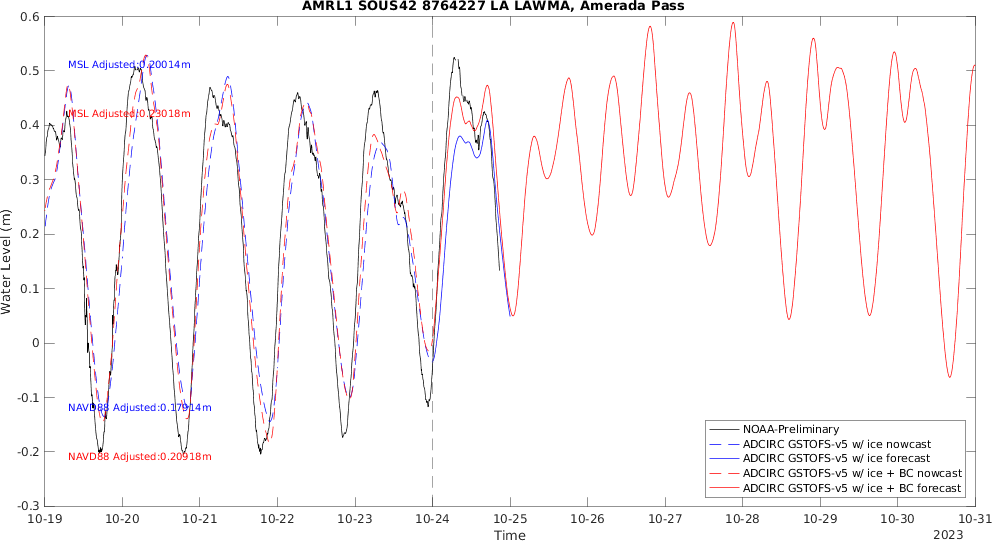 AMRL1 SOUS42 8764227 LA LAWMA, Amerada Pass
Water Level (m)
0.6
0.5
0.4
0.3
0.2
0.1
0
-0.1
-0.2
-0.3
MSL Adjusted:0.20014m
MSL Adjusted:0.23018m
NAVD88 Adjusted:0.17914m
NAVD88 Adjusted:0.20918m
NOAA-Preliminary
ADCIRC GSTOFS-v5 w/ ice nowcast
ADCIRC GSTOFS-v5 w/ ice forecast
ADCIRC GSTOFS-v5 w/ ice + BC nowcast
ADCIRC GSTOFS-v5 w/ ice + BC forecast
10-19 10-20 10-21 10-22 10-23 10-24 10-25 10-26 10-27 10-28 10-29 10-30 10-31
Time
2023